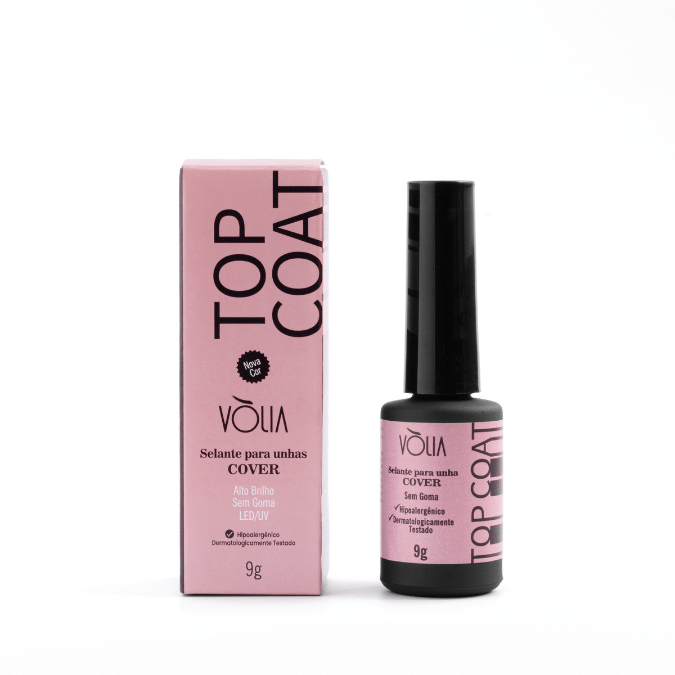 TOP
COAT
Nova
Cor
VÒLIA
Selante para unhas
COVER
Alto Brilho
Sem Goma
LED/UV
Hipoalergênico
Dermatologicamente Testado
9g
VÒLIA
Selante para unha
COVER
Sem Goma
Hipoalergênico
Dermatologicamente
Testado
9g
TOP COAT